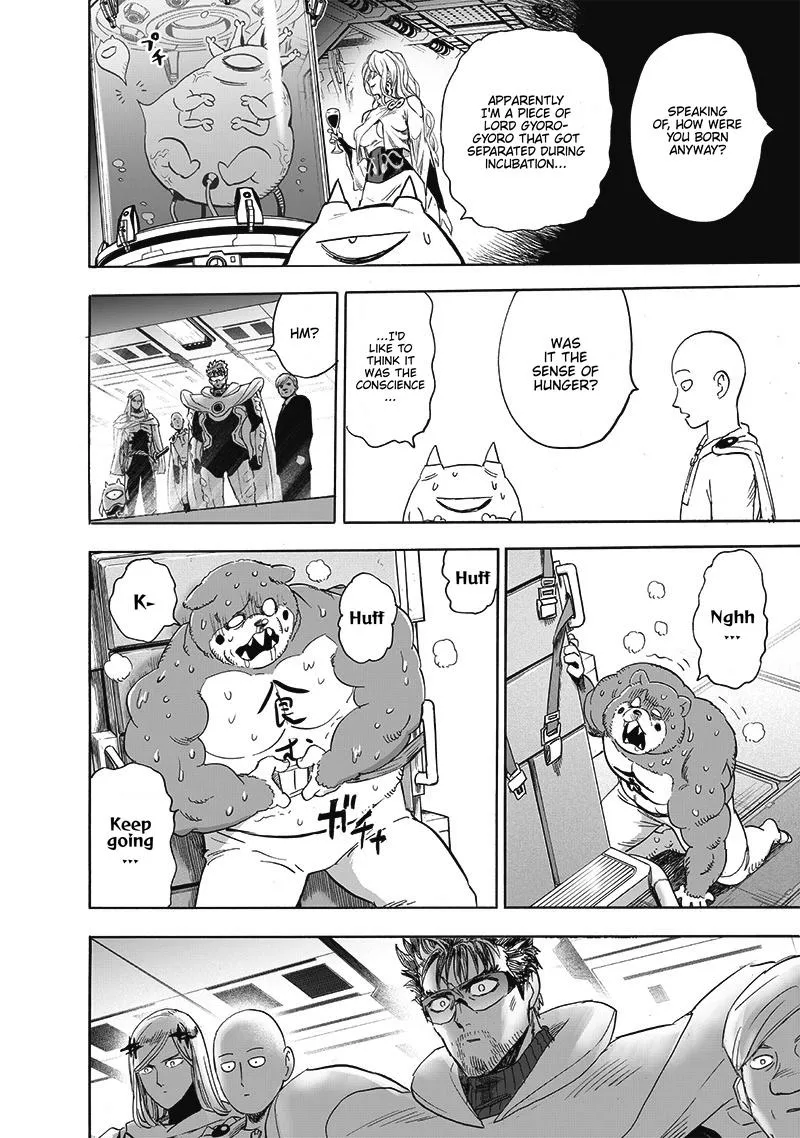 SPEAKING
OF, HOW WERE
YOU BORN
ANYWAY?
APPARENTLY
I'M A PIECE OF
LORD GYORO-
GYORO THAT GOT
SEPARATED DURING
INCUBATION...
ペチ
WAS
IT THE
SENSE OF
HUNGER?
...I'D
LIKE TO
THINK IT
WAS THE
CONSCIENCE
...
HM?
Nghh
...
Huff
Huff
K-
食む
ガチャ
Keep
going
...